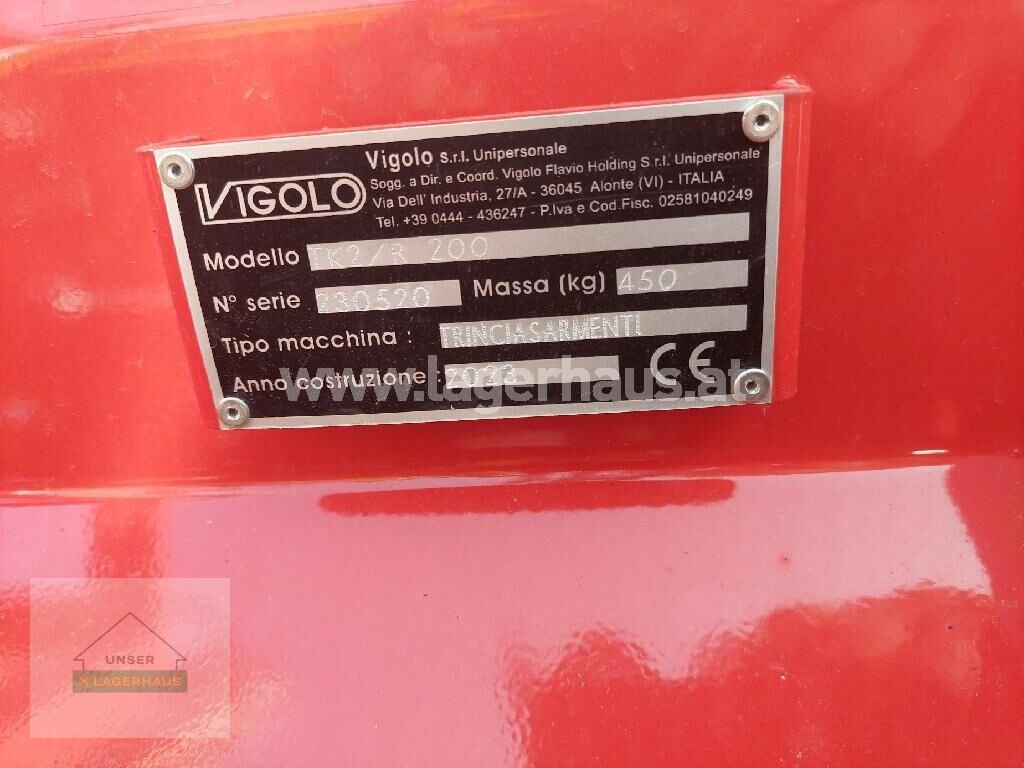 VIGOLO
Vigolo S.r.l. Unipersonale
Sogg. a Dir. e Coord. Vigolo Flavio Holding S.r.l. Unipersonale
Via Dell' Industria, 27/A - 36045 Alonte (VI) - ITALIA
Tel. +39 0444 - 436247 - P.Iva e Cod.Fisc. 02581040249
Modello TK2/R 200
N° serie 230520 Massa (kg) 450
Tipo macchina : TRINCIASARMENTI
Anno costruzione : 2023 CE
www.lagerhaus.at
UNSER
X LAGERHAUS